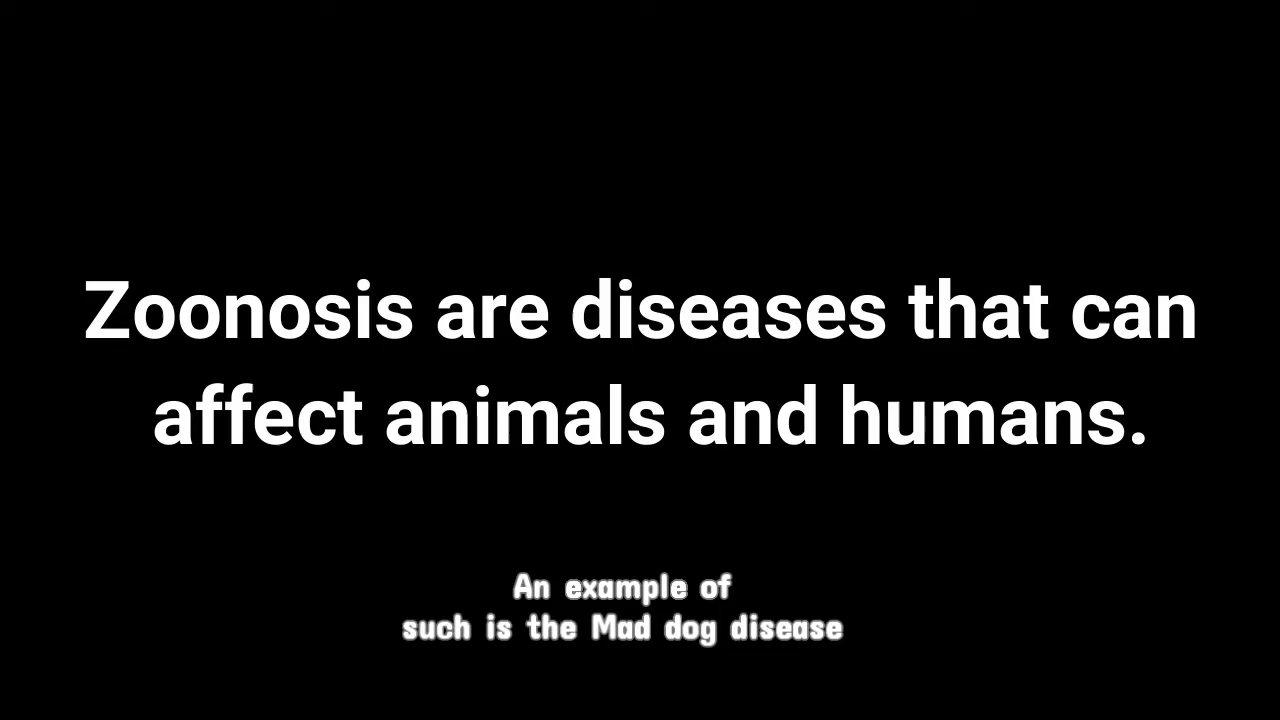 Zoonosis are diseases that can
affect animals and humans.
An example of
such is the Mad dog disease